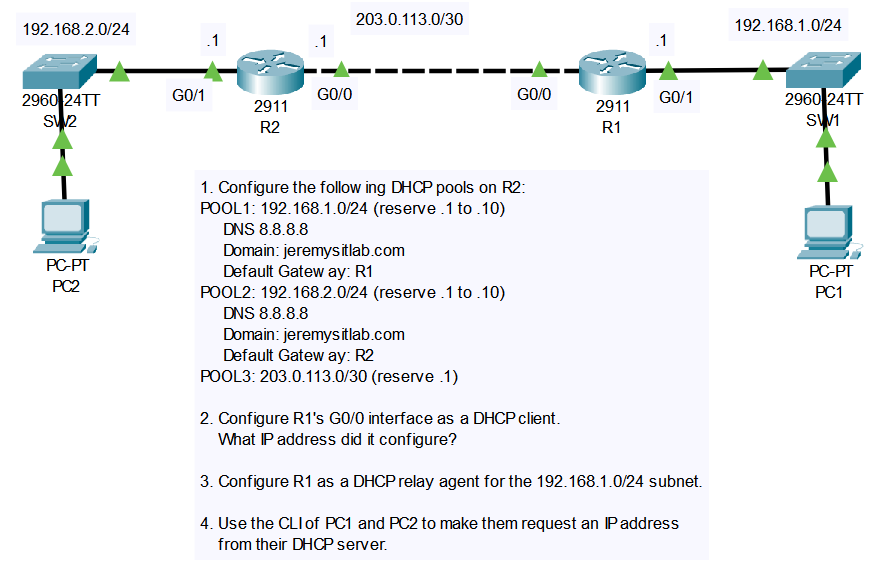 203.0.113.0/30
192.168.2.0/24
192.168.1.0/24
.1
.1
.1
G0/1
G0/0
G0/0
G0/1
2960-24TT
SW2
2911
R2
2911
R1
2960-24TT
SW1
PC-PT
PC2
PC-PT
PC1
1. Configure the following DHCP pools on R2:
POOL1: 192.168.1.0/24 (reserve .1 to .10)
DNS 8.8.8.8
Domain: jeremysitlab.com
Default Gateway: R1
POOL2: 192.168.2.0/24 (reserve .1 to .10)
DNS 8.8.8.8
Domain: jeremysitlab.com
Default Gateway: R2
POOL3: 203.0.113.0/30 (reserve .1)
2. Configure R1's G0/0 interface as a DHCP client.
What IP address did it configure?
3. Configure R1 as a DHCP relay agent for the 192.168.1.0/24 subnet.
4. Use the CLI of PC1 and PC2 to make them request an IP address
from their DHCP server.